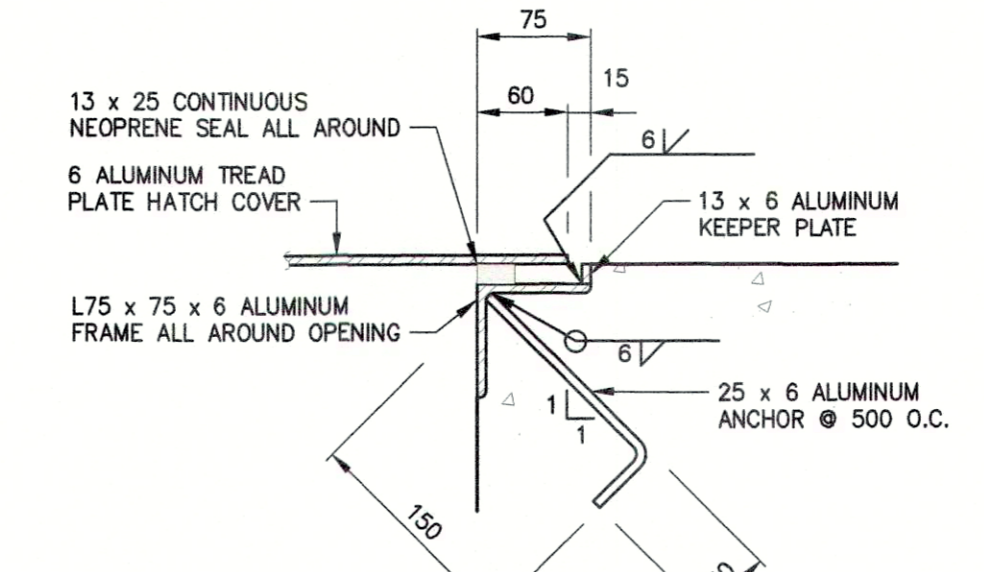 75
15
60
13 x 25 CONTINUOUS
NEOPRENE SEAL ALL AROUND
6
6 ALUMINUM TREAD
PLATE HATCH COVER
13 x 6 ALUMINUM
KEEPER PLATE
L75 x 75 x 6 ALUMINUM
FRAME ALL AROUND OPENING
6
25 x 6 ALUMINUM
ANCHOR @ 500 O.C.
1
1
150